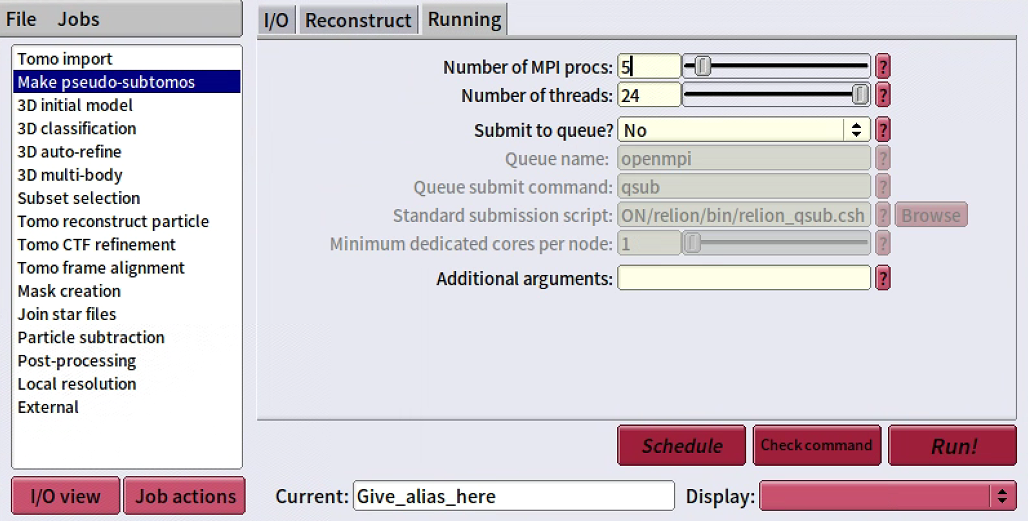 File Jobs
I/O Reconstruct Running
Tomo import
Make pseudo-subtomos
3D initial model
3D classification
3D auto-refine
3D multi-body
Subset selection
Tomo reconstruct particle
Tomo CTF refinement
Tomo frame alignment
Mask creation
Join star files
Particle subtraction
Post-processing
Local resolution
External
Number of MPI procs: 5 ?
Number of threads: 24 ?
Submit to queue? No ?
Queue name: openmpi ?
Queue submit command: qsub ?
Standard submission script: ON/relion/bin/relion_qsub.csh ? Browse
Minimum dedicated cores per node: 1 ?
Additional arguments: ?
Schedule Check command Run!
I/O view Job actions Current: Give_alias_here Display: